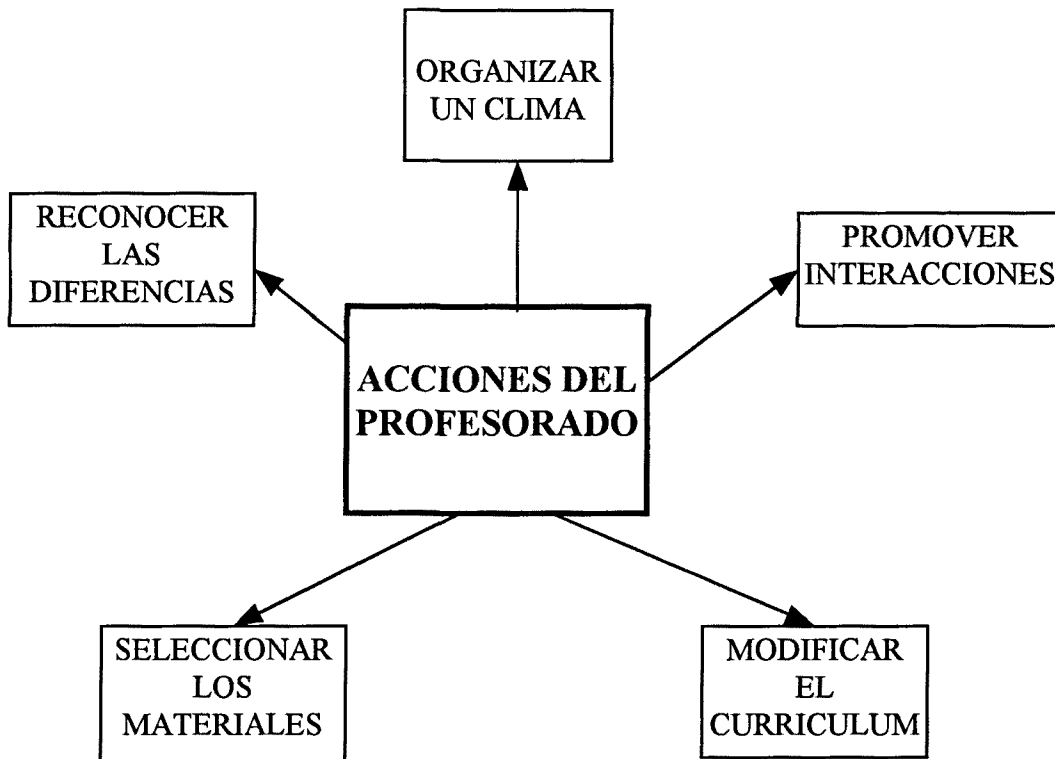 ORGANIZAR
UN CLIMA
RECONOCER
LAS
DIFERENCIAS
PROMOVER
INTERACCIONES
ACCIONES DEL
PROFESORADO
SELECCIONAR
LOS
MATERIALES
MODIFICAR
EL
CURRICULUM